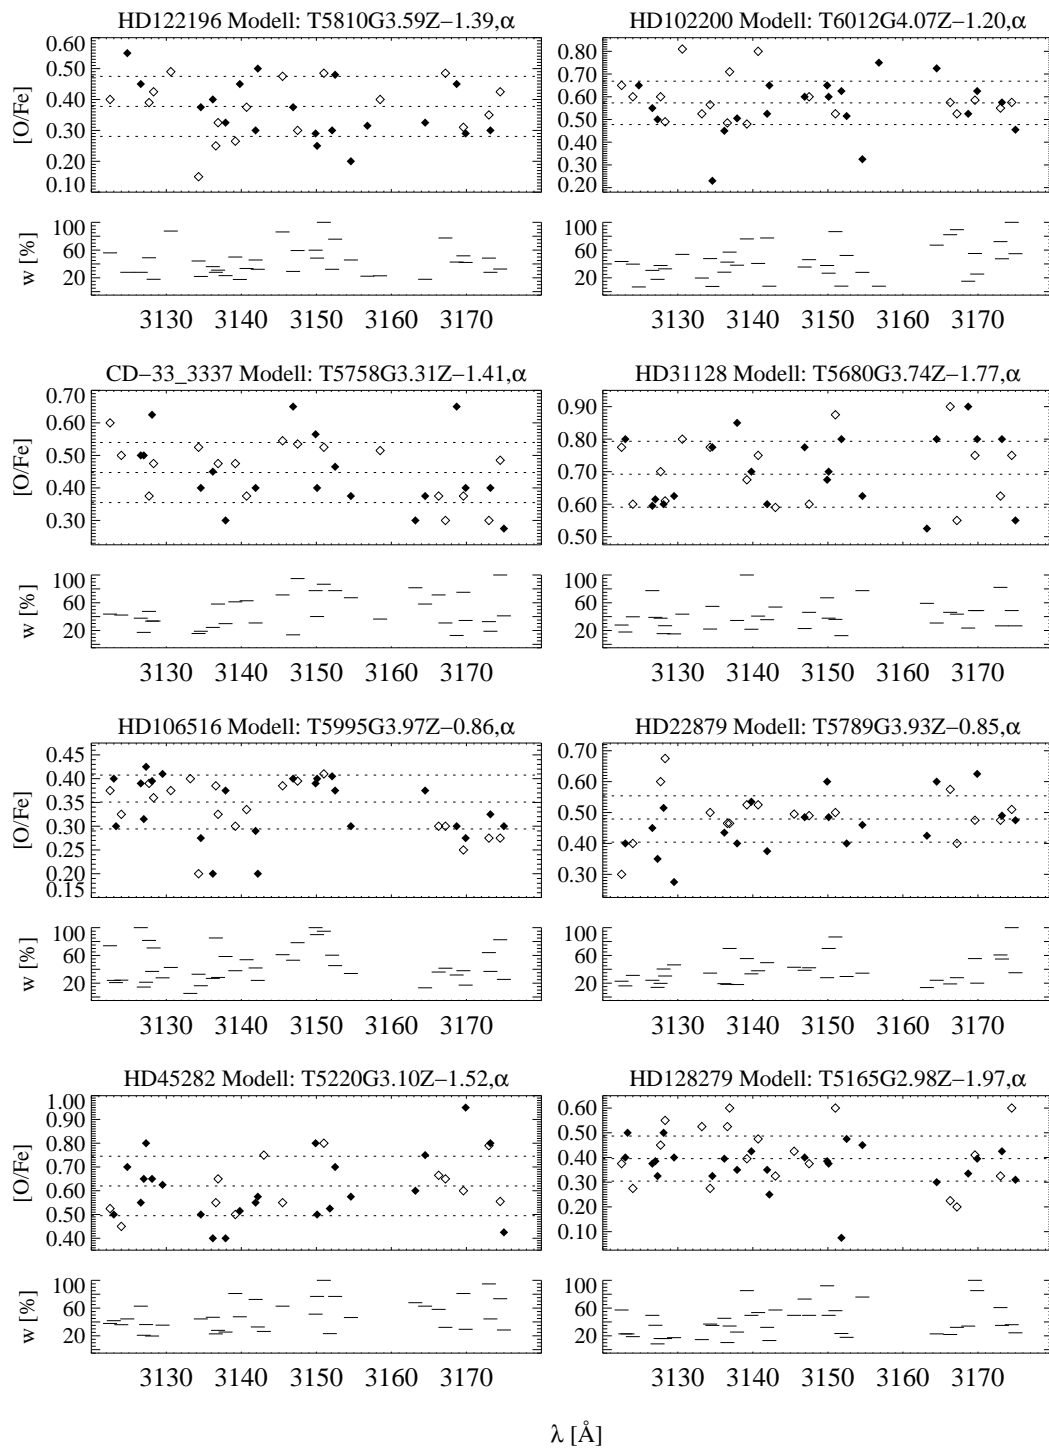 HD122196 Modell: T5810G3.59Z−1.39,α
[O/Fe]
0.60
0.50
0.40
0.30
0.20
0.10
w [%]
100
60
20
3130 3140 3150 3160 3170
HD102200 Modell: T6012G4.07Z−1.20,α
0.80
0.70
0.60
0.50
0.40
0.30
0.20
100
60
20
3130 3140 3150 3160 3170
CD−33_3337 Modell: T5758G3.31Z−1.41,α
[O/Fe]
0.70
0.60
0.50
0.40
0.30
w [%]
100
60
20
3130 3140 3150 3160 3170
HD31128 Modell: T5680G3.74Z−1.77,α
0.90
0.80
0.70
0.60
0.50
100
60
20
3130 3140 3150 3160 3170
HD106516 Modell: T5995G3.97Z−0.86,α
[O/Fe]
0.45
0.40
0.35
0.30
0.25
0.20
0.15
w [%]
100
60
20
3130 3140 3150 3160 3170
HD22879 Modell: T5789G3.93Z−0.85,α
0.70
0.60
0.50
0.40
0.30
100
60
20
3130 3140 3150 3160 3170
HD45282 Modell: T5220G3.10Z−1.52,α
[O/Fe]
1.00
0.90
0.80
0.70
0.60
0.50
0.40
w [%]
100
60
20
3130 3140 3150 3160 3170
HD128279 Modell: T5165G2.98Z−1.97,α
0.60
0.50
0.40
0.30
0.20
0.10
100
60
20
3130 3140 3150 3160 3170
λ [Å]